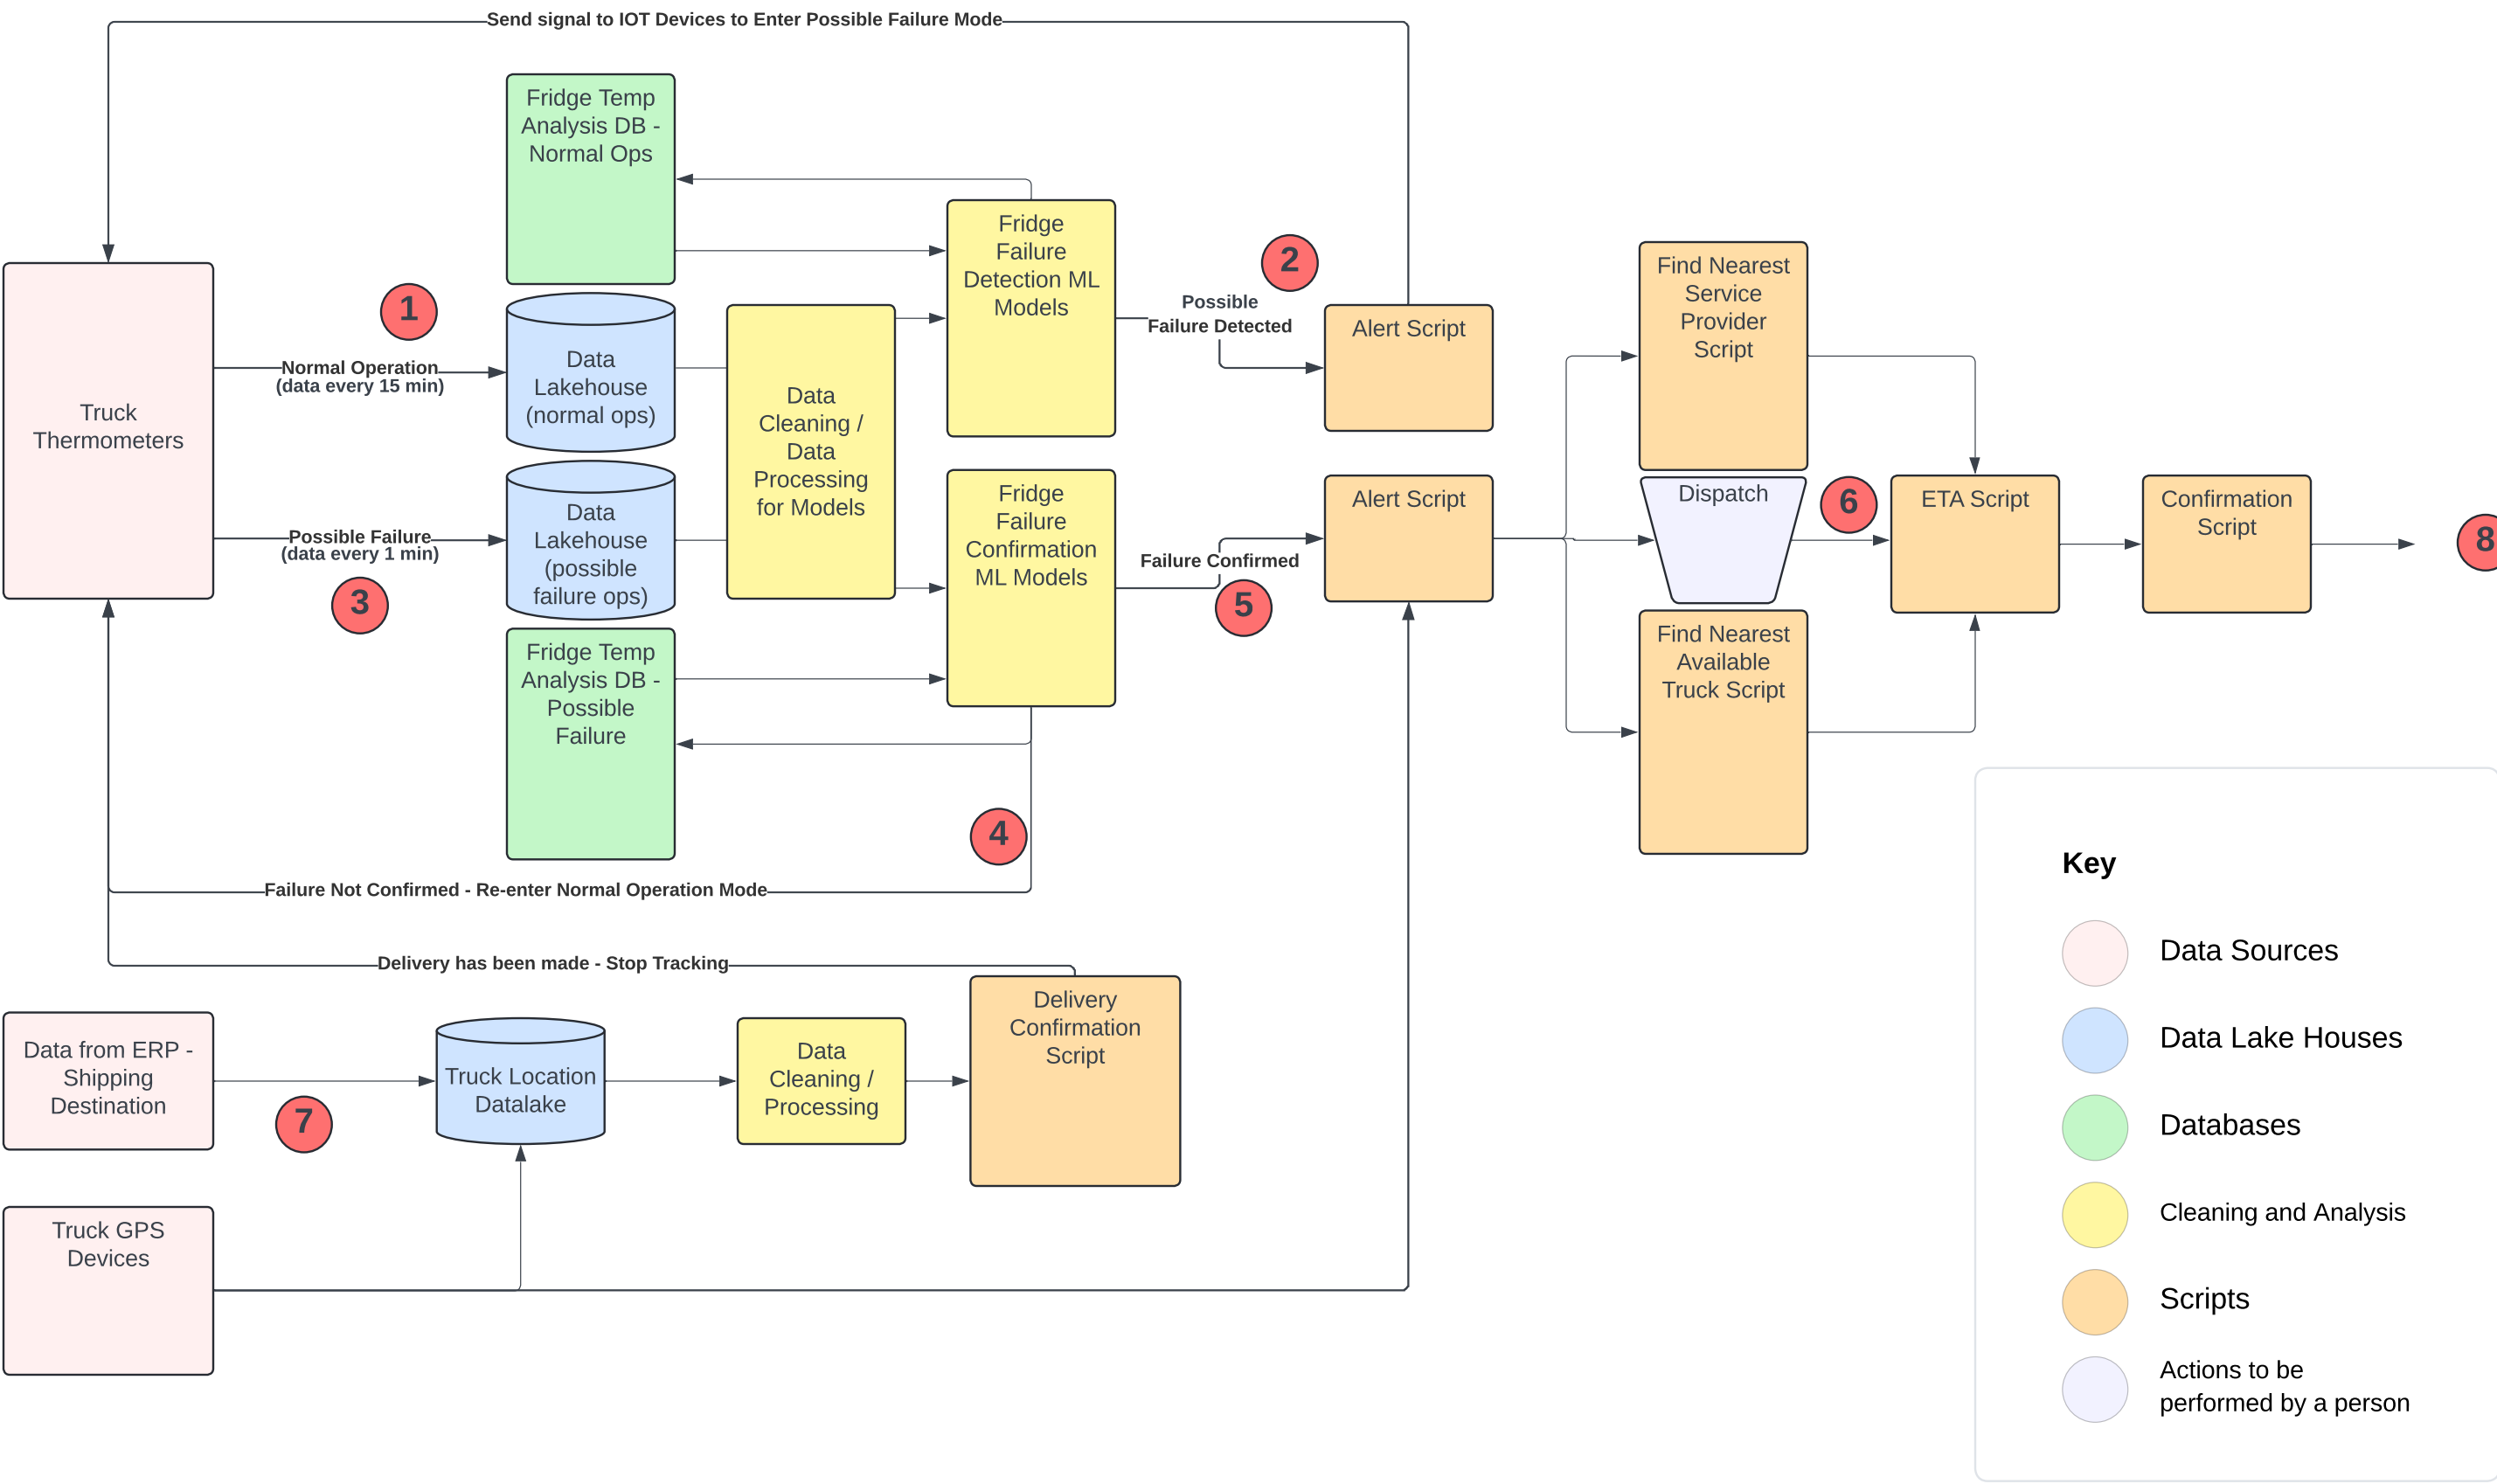 Send signal to IOT Devices to Enter Possible Failure Mode
Fridge Temp
Analysis DB -
Normal Ops
Fridge
Failure
Detection ML
Models
1
2
Possible
Failure Detected
Alert Script
Find Nearest
Service
Provider
Script
Truck
Thermometers
Normal Operation
(data every 15 min)
Data
Lakehouse
(normal ops)
Data
Cleaning /
Data
Processing
for Models
Possible Failure
(data every 1 min)
3
Data
Lakehouse
(possible
failure ops)
Fridge
Failure
Confirmation
ML Models
Failure Confirmed
5
Alert Script
Dispatch
6
ETA Script
Confirmation
Script
8
Fridge Temp
Analysis DB -
Possible
Failure
Find Nearest
Available
Truck Script
4
Failure Not Confirmed - Re-enter Normal Operation Mode
Delivery has been made - Stop Tracking
Data from ERP -
Shipping
Destination
7
Truck Location
Datalake
Data
Cleaning /
Processing
Delivery
Confirmation
Script
Truck GPS
Devices
Key
Data Sources
Data Lake Houses
Databases
Cleaning and Analysis
Scripts
Actions to be
performed by a person